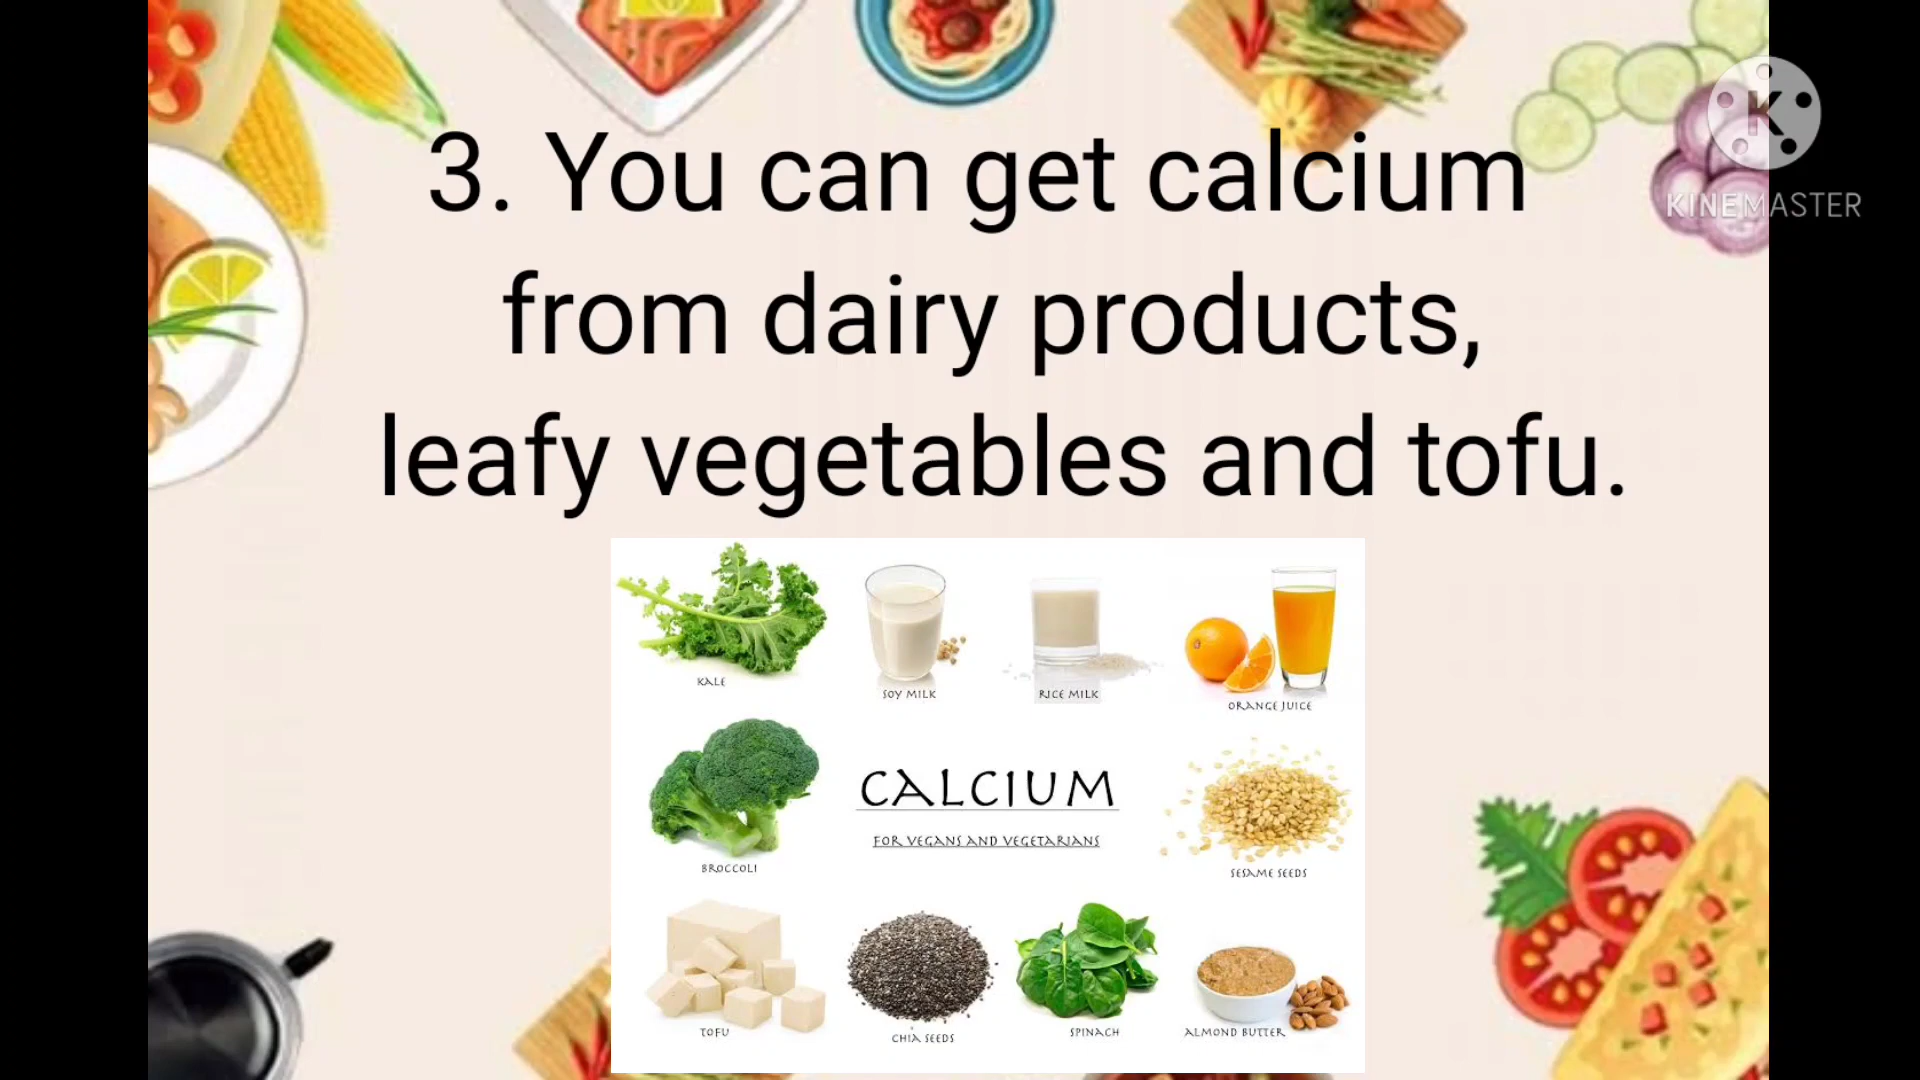 3. You can get calcium
from dairy products,
leafy vegetables and tofu.
K
KINEMASTER
KALE
SOY MILK
RICE MILK
ORANGE JUICE
BROCCOLI
CALCIUM
FOR VEGANS AND VEGETARIANS
SESAME SEEDS
TOFU
CHIA SEEDS
SPINACH
ALMOND BUTTER